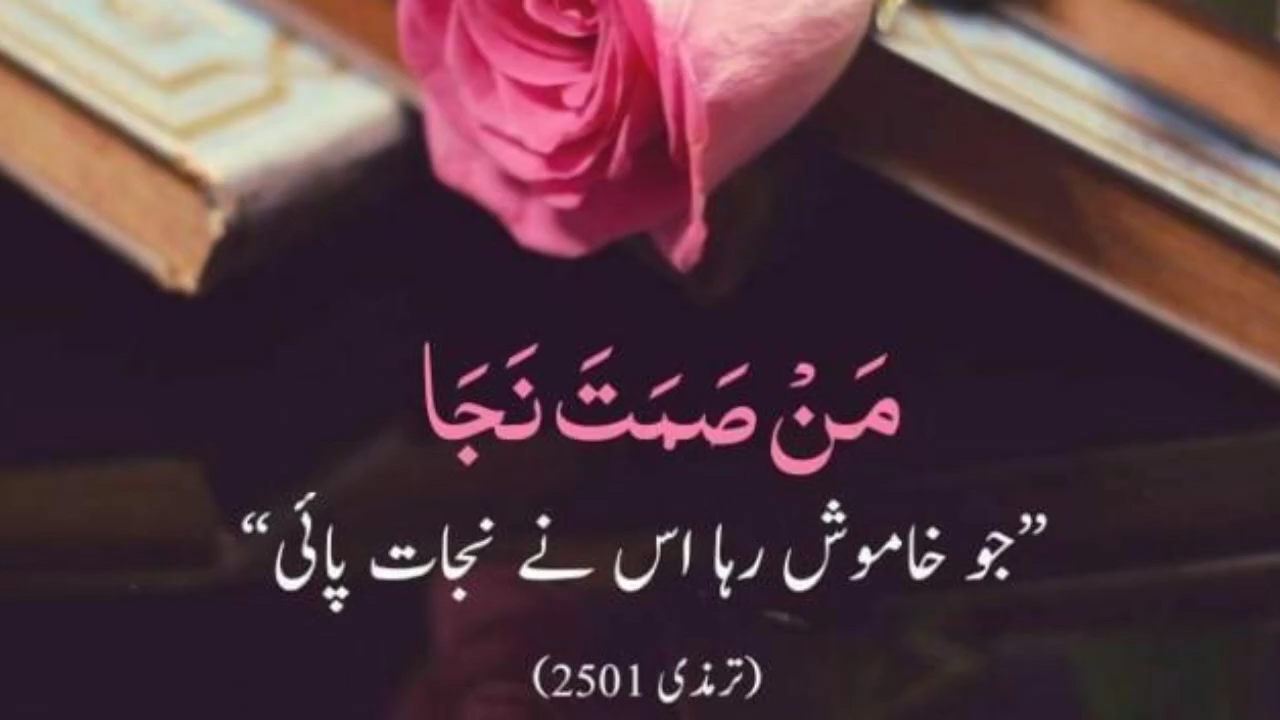 مَنْ صَمَتَ نَجَا
”جو خاموش رہا اس نے نجات پائی“
(ترمذی 2501)